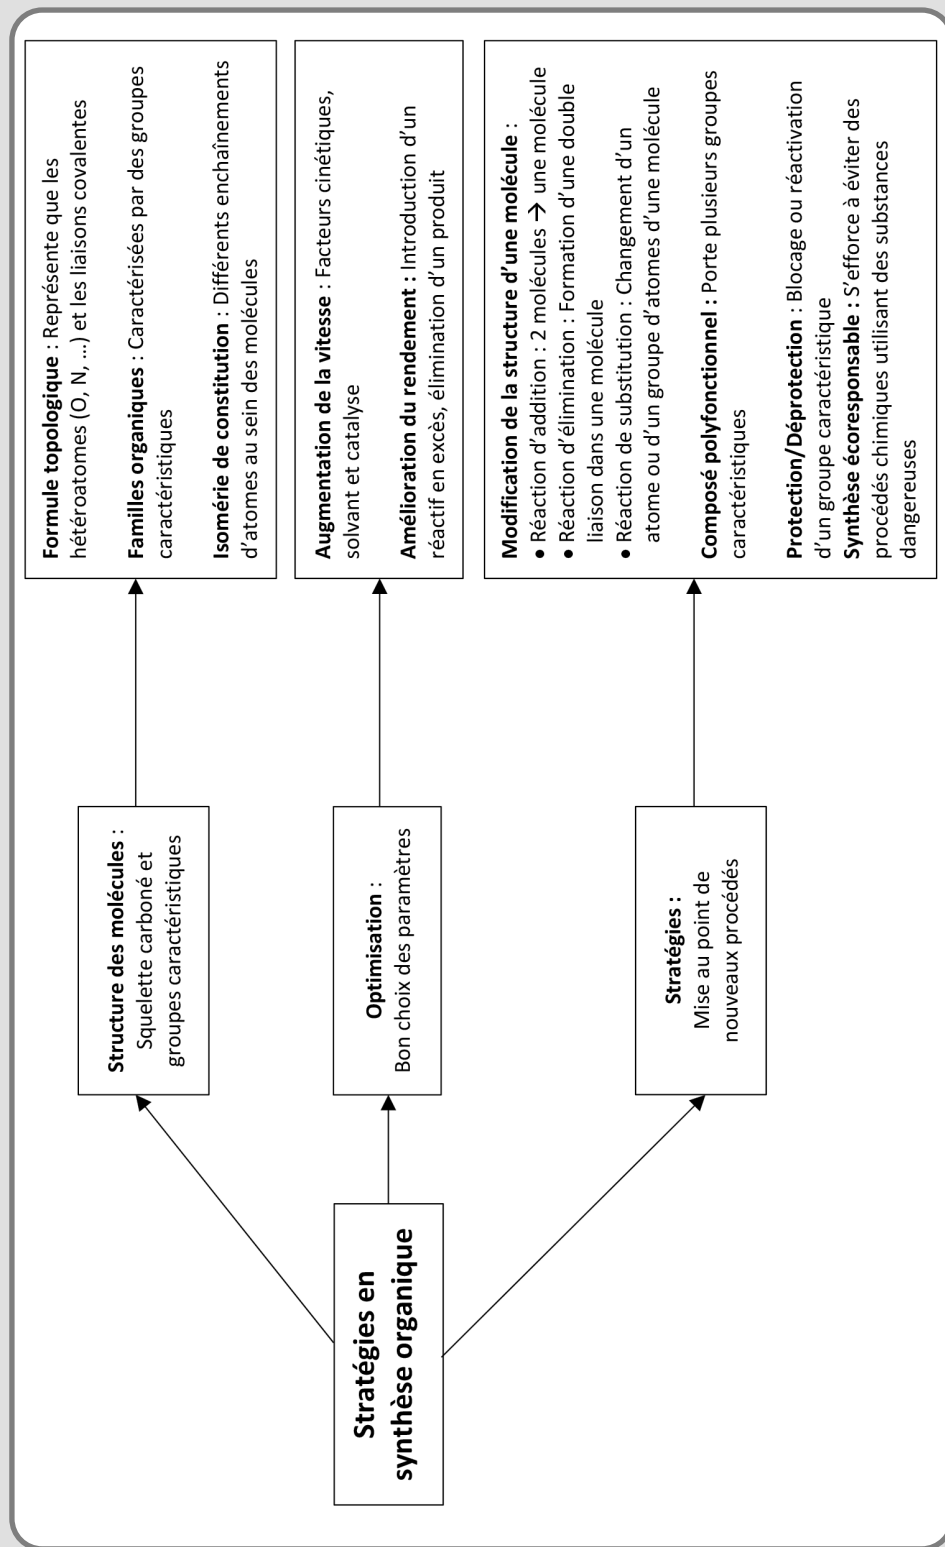 Stratégies en
synthèse organique
Structure des molécules :
Squelette carboné et
groupes caractéristiques
Optimisation :
Bon choix des paramètres
Stratégies :
Mise au point de
nouveaux procédés
Formule topologique : Représente que les
hétéroatomes (O, N, ...) et les liaisons covalentes
Familles organiques : Caractérisées par des groupes
caractéristiques
Isomérie de constitution : Différents enchaînements
d'atomes au sein des molécules
Augmentation de la vitesse : Facteurs cinétiques,
solvant et catalyse
Amélioration du rendement : Introduction d'un
réactif en excès, élimination d'un produit
Modification de la structure d'une molécule :
• Réaction d'addition : 2 molécules → une molécule
• Réaction d'élimination : Formation d'une double
liaison dans une molécule
• Réaction de substitution : Changement d'un
atome ou d'un groupe d'atomes d'une molécule
Composé polyfonctionnel : Porte plusieurs groupes
caractéristiques
Protection/Déprotection : Blocage ou réactivation
d'un groupe caractéristique
Synthèse écoresponsable : S'efforce à éviter des
procédés chimiques utilisant des substances
dangereuses